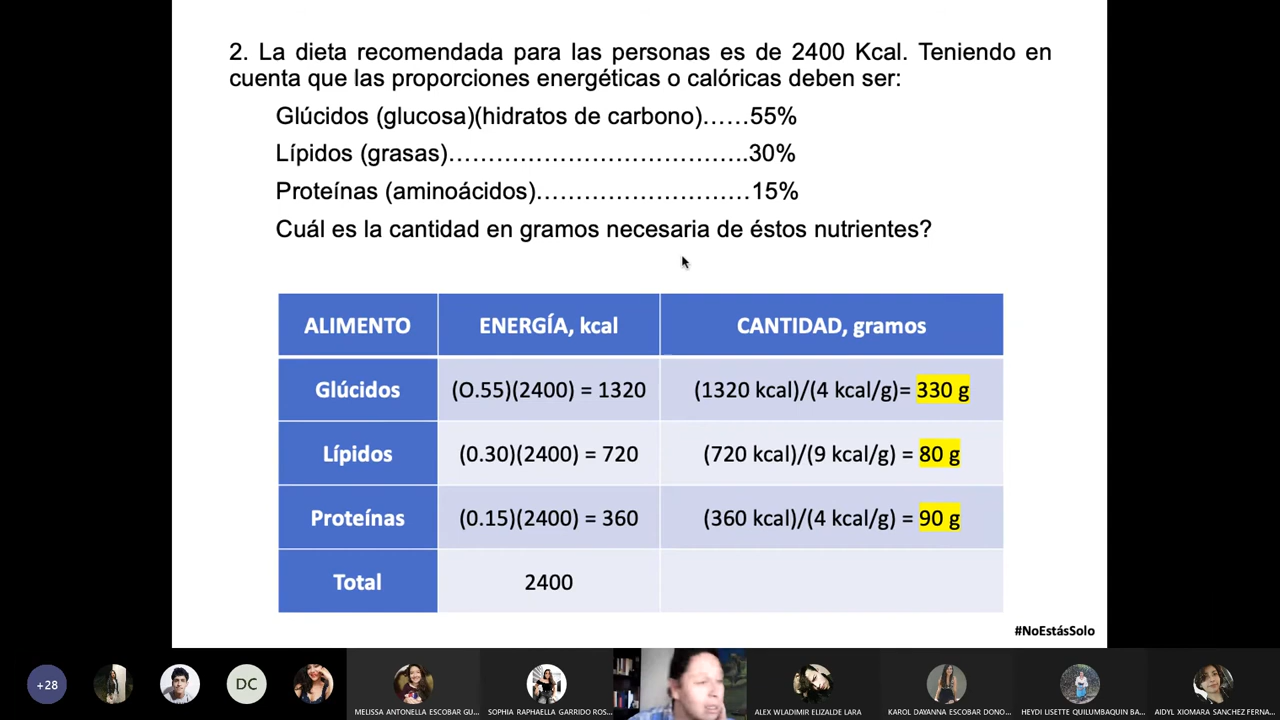 2. La dieta recomendada para las personas es de 2400 Kcal. Teniendo en
cuenta que las proporciones energéticas o calóricas deben ser:
Glúcidos (glucosa)(hidratos de carbono)……55%
Lípidos (grasas)………………………………..30%
Proteínas (aminoácidos)………………………15%
Cuál es la cantidad en gramos necesaria de éstos nutrientes?
ALIMENTO ENERGÍA, kcal CANTIDAD, gramos
Glúcidos (O.55)(2400) = 1320 (1320 kcal)/(4 kcal/g)= 330 g
Lípidos (0.30)(2400) = 720 (720 kcal)/(9 kcal/g) = 80 g
Proteínas (0.15)(2400) = 360 (360 kcal)/(4 kcal/g) = 90 g
Total 2400
#NoEstásSolo
+28 DC
MELISSA ANTONELLA ESCOBAR GU... SOPHIA RAPHAELLA GARRIDO ROS... ALEX WLADIMIR ELIZALDE LARA KAROL DAYANNA ESCOBAR DONO... HEYDI LISETTE QUILUMBAQUIN BA... AIDYL XIOMARA SANCHEZ FERNA...